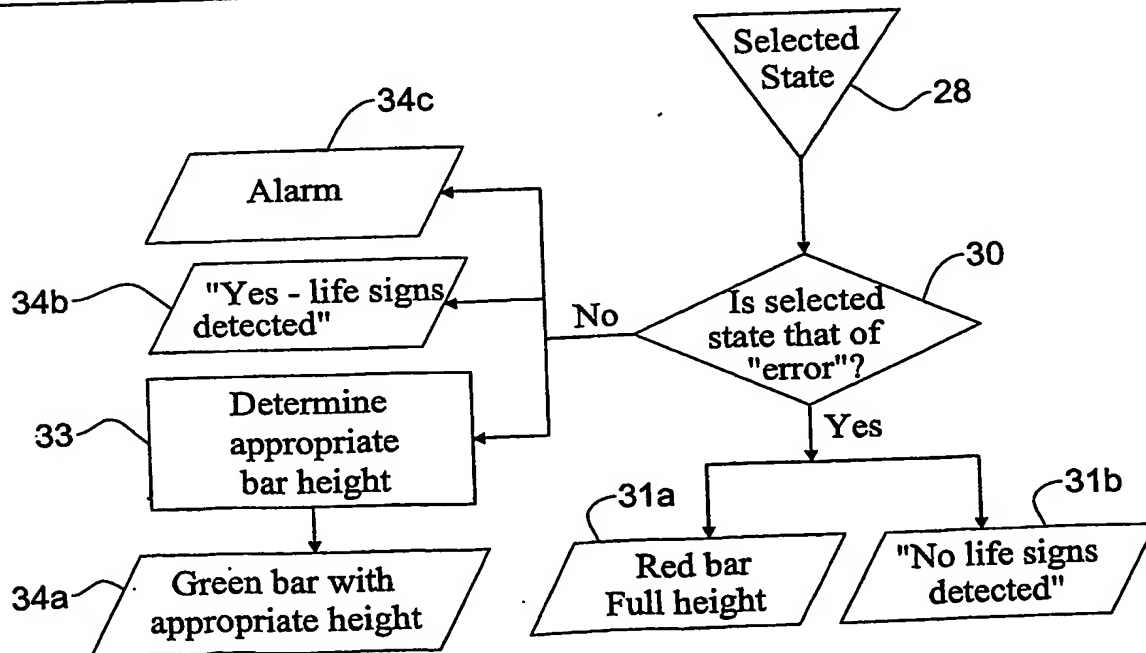 Selected
State
28
34c
Alarm
30
34b
"Yes - life signs
detected"
No
Is selected
state that of
"error"?
33
Determine
appropriate
bar height
Yes
31a
31b
34a
Green bar with
appropriate height
Red bar
Full height
"No life signs
detected"